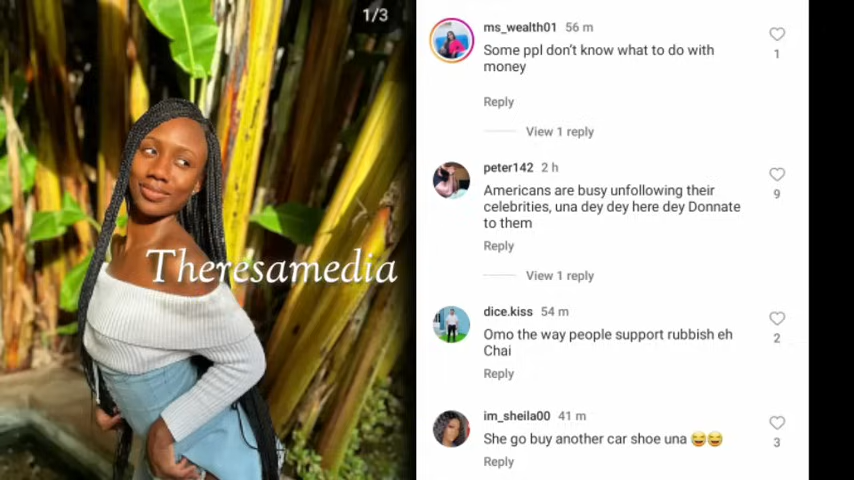 1/3
Theresamedia
ms_wealth01 56 m
Some ppl don't know what to do with
money
1
Reply
View 1 reply
peter142 2 h
Americans are busy unfollowing their
celebrities, una dey dey here dey Donnate
to them
9
Reply
View 1 reply
dice.kiss 54 m
Omo the way people support rubbish eh
Chai
2
Reply
im_sheila00 41 m
She go buy another car shoe una 😂😂
3
Reply